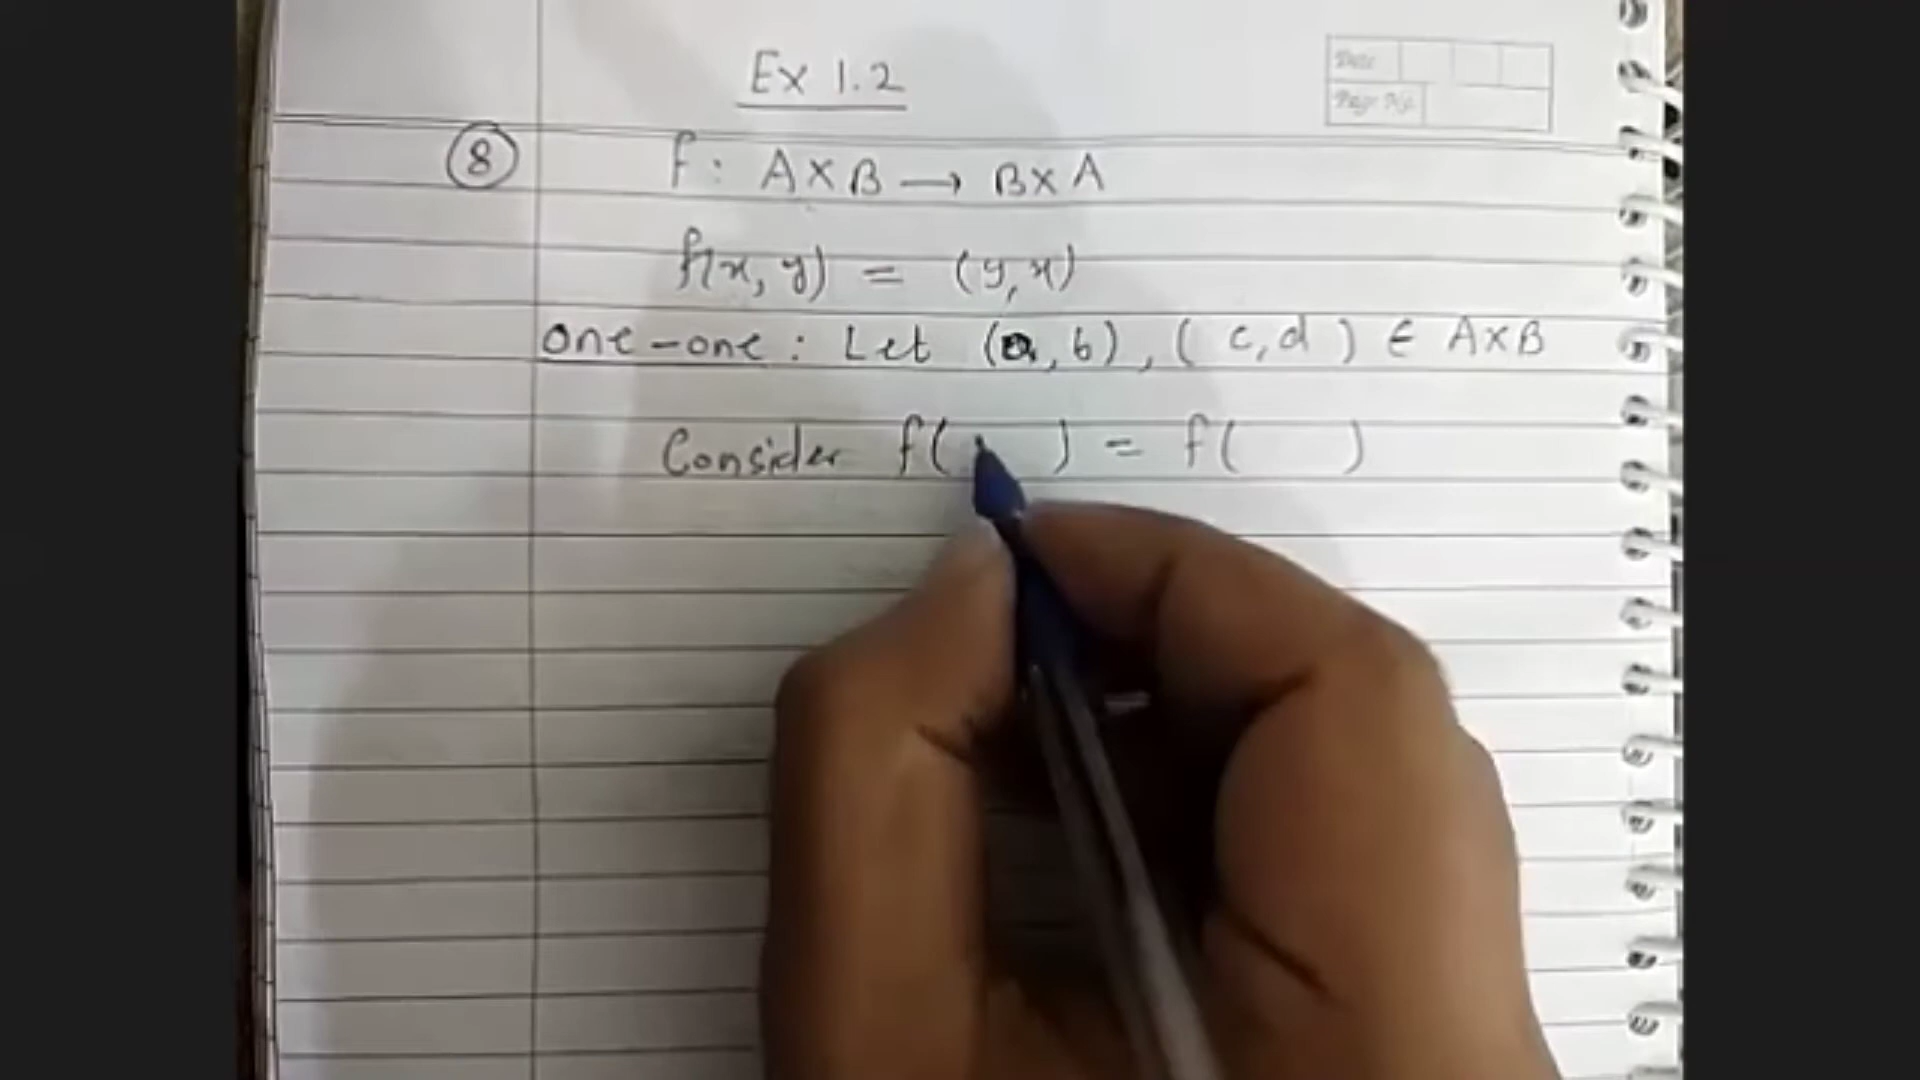 Ex 1.2
Date
Page No.
8 f : A×B → B×A
f(x, y) = (y, x)
one-one : Let (a, b), (c, d) ∈ A×B
Consider f( ) = f( )